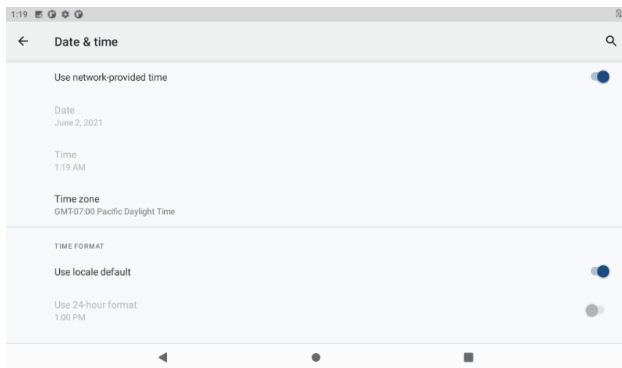 1:19
Date & time
Use network-provided time
Date
June 2, 2021
Time
1:19 AM
Time zone
GMT-07:00 Pacific Daylight Time
TIME FORMAT
Use locale default
Use 24-hour format
1:00 PM